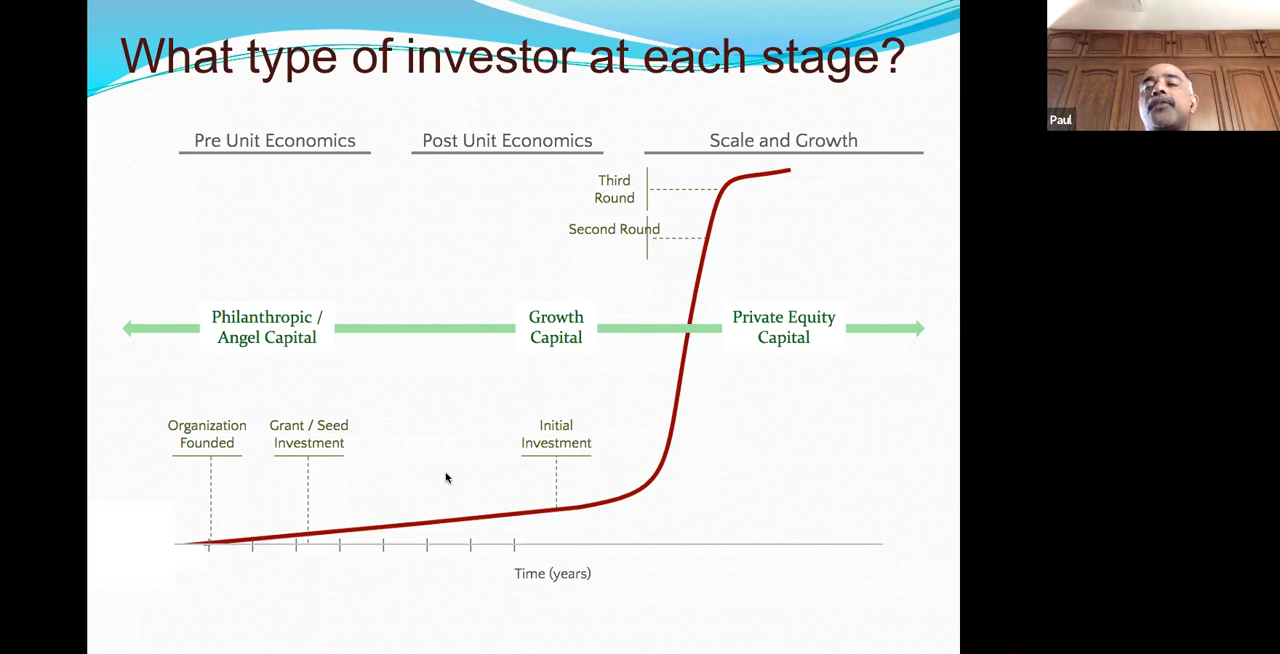 What type of investor at each stage?
Paul
Pre Unit Economics
Post Unit Economics
Scale and Growth
Third
Round
Second Round
Philanthropic /
Angel Capital
Growth
Capital
Private Equity
Capital
Organization
Founded
Grant / Seed
Investment
Initial
Investment
Time (years)